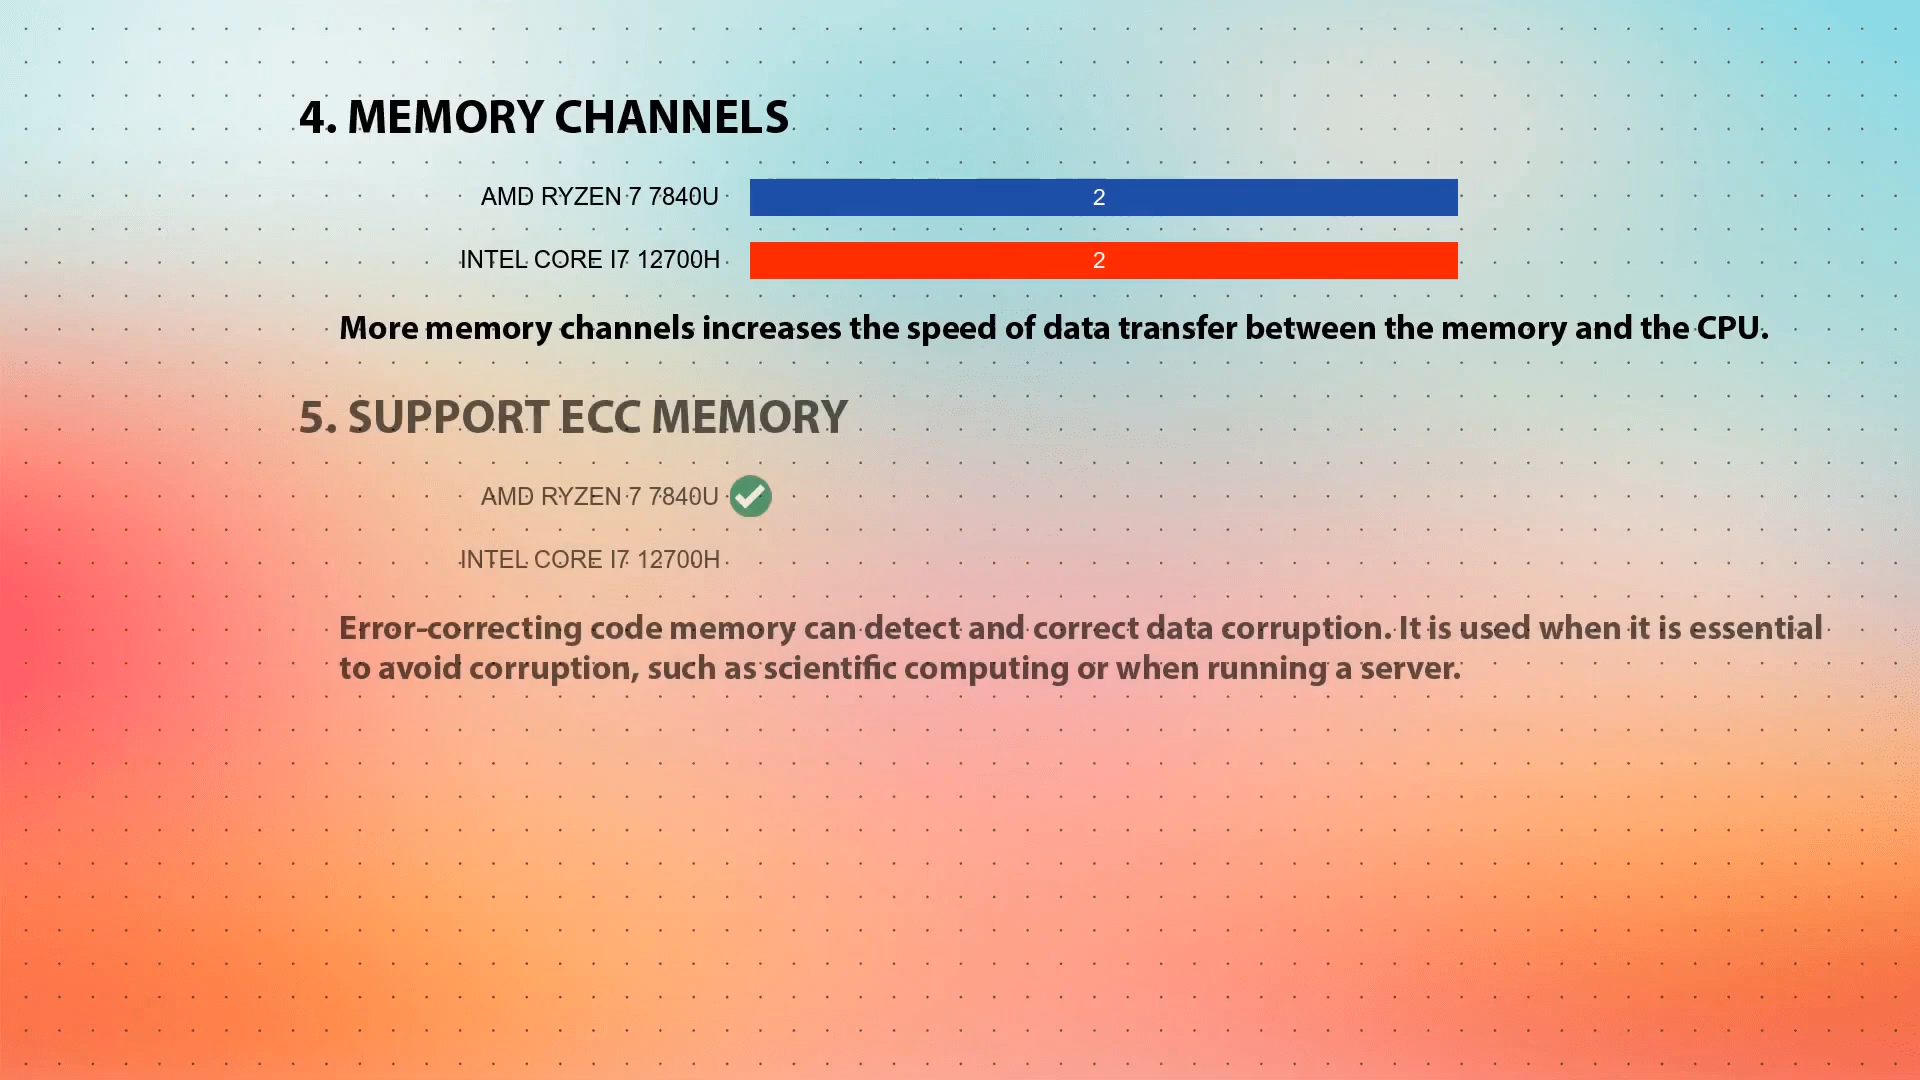 4. MEMORY CHANNELS
AMD RYZEN 7 7840U
2
INTEL CORE I7 12700H
2
More memory channels increases the speed of data transfer between the memory and the CPU.
5. SUPPORT ECC MEMORY
AMD RYZEN 7 7840U
INTEL CORE I7 12700H
Error-correcting code memory can detect and correct data corruption. It is used when it is essential
to avoid corruption, such as scientific computing or when running a server.